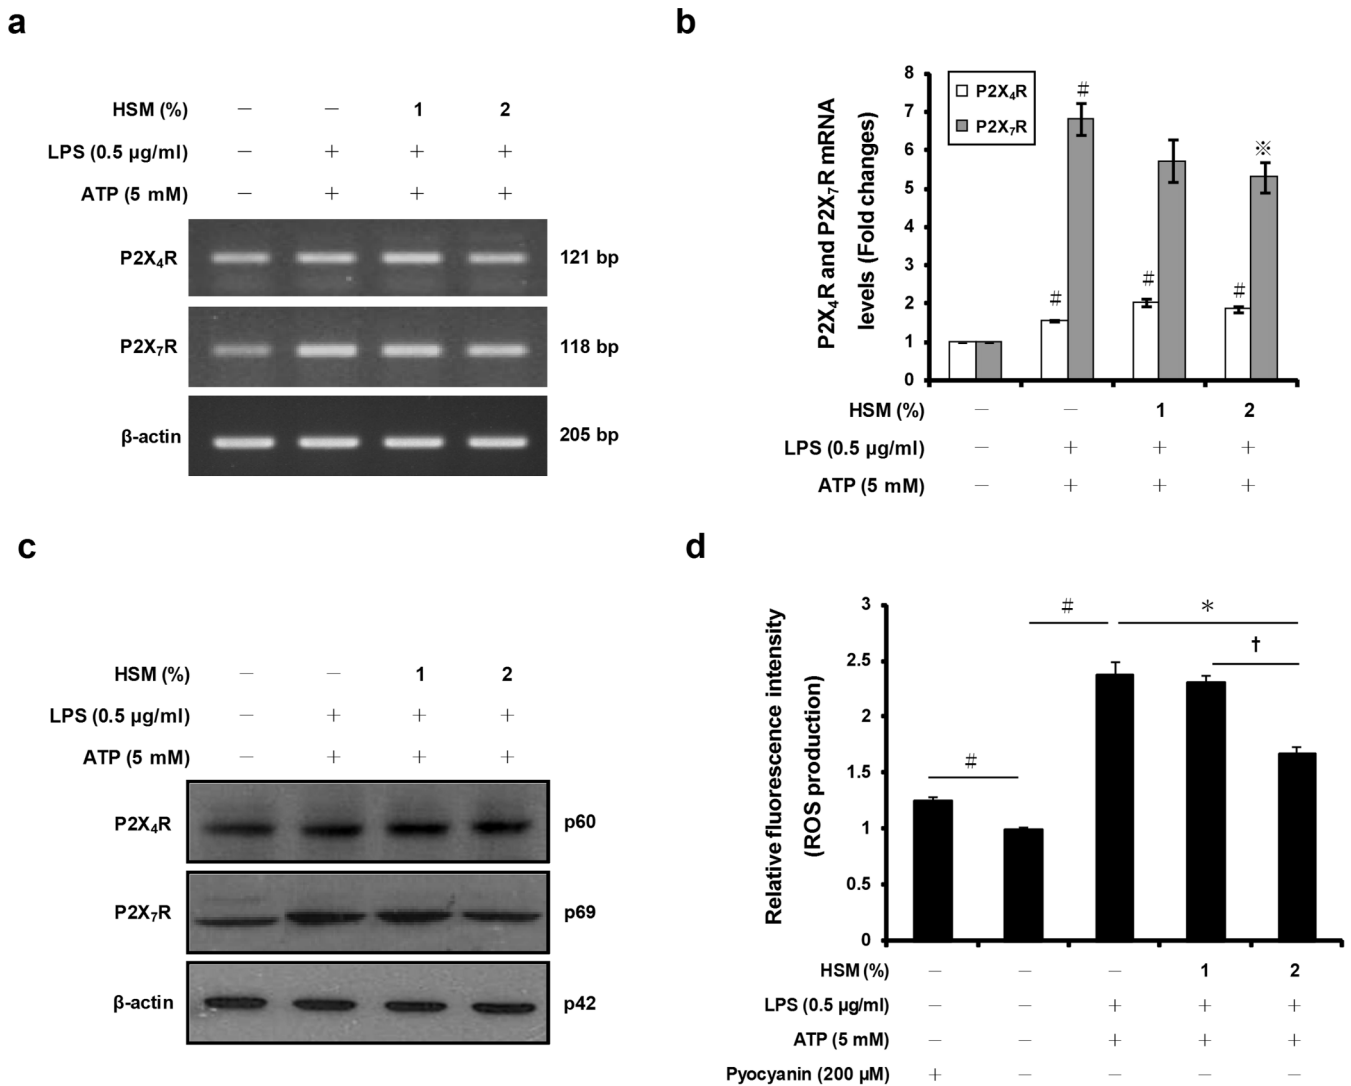 a
HSM (%) − − 1 2
LPS (0.5 µg/ml) − + + +
ATP (5 mM) − + + +
P2X₄R 121 bp
P2X₇R 118 bp
β-actin 205 bp
b
P2X₄R and P2X₇R mRNA
levels (Fold changes)
8
7
6
5
4
3
2
1
0
P2X₄R
P2X₇R
# # # # ※
HSM (%) − − 1 2
LPS (0.5 µg/ml) − + + +
ATP (5 mM) − + + +
c
HSM (%) − − 1 2
LPS (0.5 µg/ml) − + + +
ATP (5 mM) − + + +
P2X₄R p60
P2X₇R p69
β-actin p42
d
Relative fluorescence intensity
(ROS production)
3
2.5
2
1.5
1
0.5
0
# *
†
#
HSM (%) − − − 1 2
LPS (0.5 µg/ml) − − + + +
ATP (5 mM) − − + + +
Pyocyanin (200 µM) + − − − −